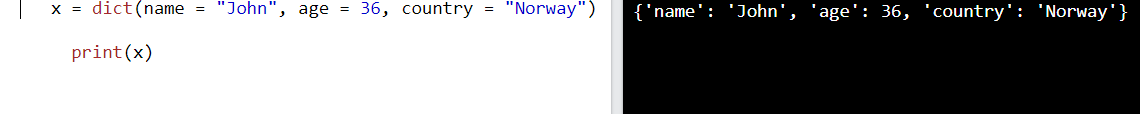 x = dict(name = "John", age = 36, country = "Norway")
print(x)
{'name': 'John', 'age': 36, 'country': 'Norway'}